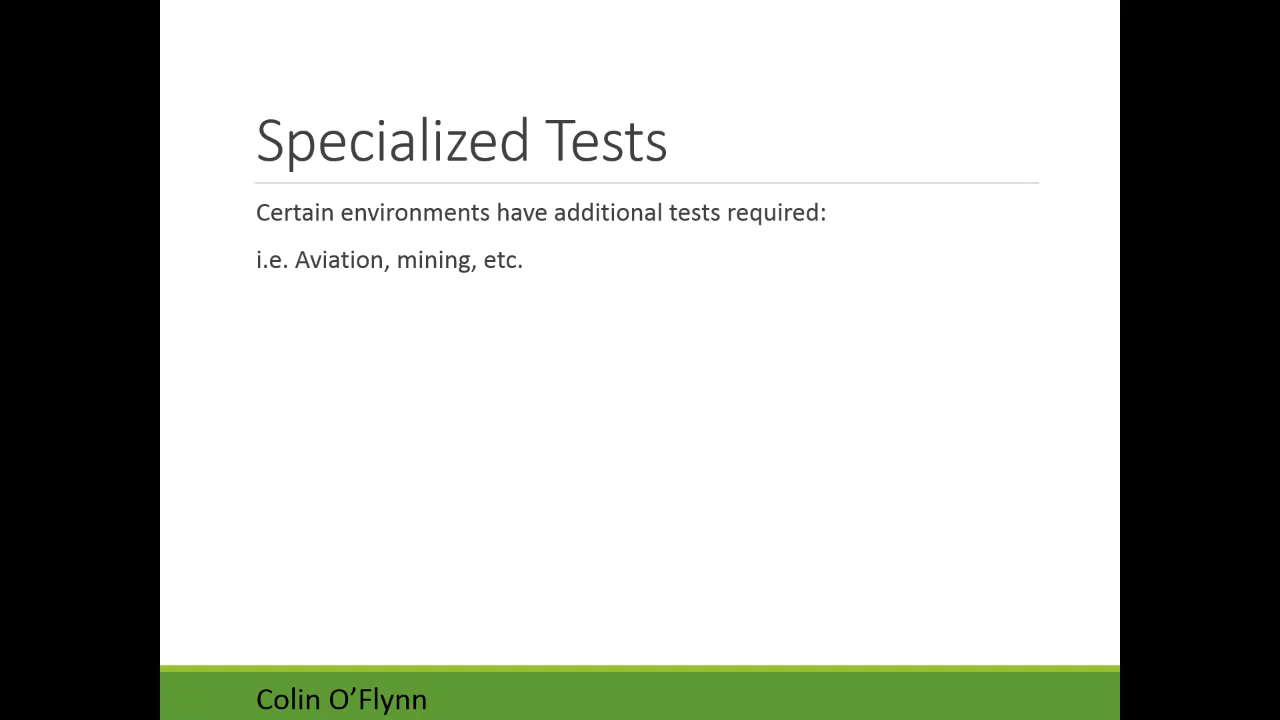 Specialized Tests
Certain environments have additional tests required:
i.e. Aviation, mining, etc.
Colin O’Flynn